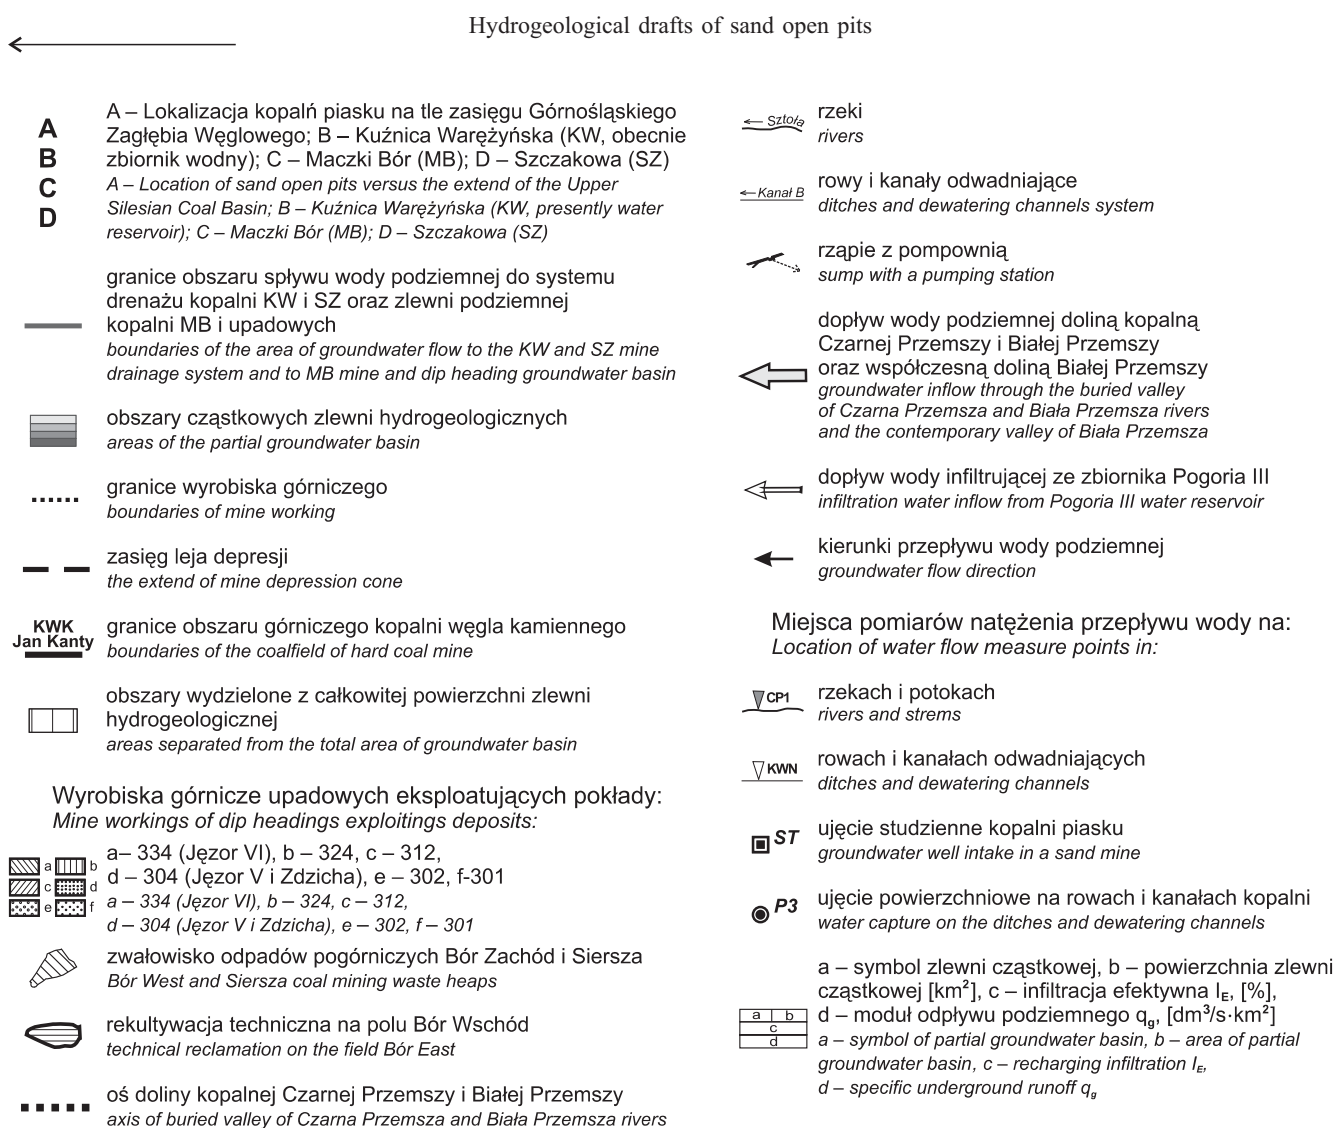 Hydrogeological drafts of sand open pits
A
B
C
D
A – Lokalizacja kopalń piasku na tle zasięgu Górnośląskiego
Zagłębia Węglowego; B – Kuźnica Warężyńska (KW, obecnie
zbiornik wodny); C – Maczki Bór (MB); D – Szczakowa (SZ)
A – Location of sand open pits versus the extend of the Upper
Silesian Coal Basin; B – Kuźnica Warężyńska (KW, presently water
reservoir); C – Maczki Bór (MB); D – Szczakowa (SZ)
granice obszaru spływu wody podziemnej do systemu
drenażu kopalni KW i SZ oraz zlewni podziemnej
kopalni MB i upadowych
boundaries of the area of groundwater flow to the KW and SZ mine
drainage system and to MB mine and dip heading groundwater basin
obszary cząstkowych zlewni hydrogeologicznych
areas of the partial groundwater basin
granice wyrobiska górniczego
boundaries of mine working
zasięg leja depresji
the extend of mine depression cone
KWK
Jan Kanty
granice obszaru górniczego kopalni węgla kamiennego
boundaries of the coalfield of hard coal mine
obszary wydzielone z całkowitej powierzchni zlewni
hydrogeologicznej
areas separated from the total area of groundwater basin
Wyrobiska górnicze upadowych eksploatujących pokłady:
Mine workings of dip headings exploitings deposits:
a b
c d
e f
a– 334 (Jęzor VI), b – 324, c – 312,
d – 304 (Jęzor V i Zdzicha), e – 302, f-301
a – 334 (Jęzor VI), b – 324, c – 312,
d – 304 (Jęzor V i Zdzicha), e – 302, f – 301
zwałowisko odpadów pogórniczych Bór Zachód i Siersza
Bór West and Siersza coal mining waste heaps
rekultywacja techniczna na polu Bór Wschód
technical reclamation on the field Bór East
oś doliny kopalnej Czarnej Przemszy i Białej Przemszy
axis of buried valley of Czarna Przemsza and Biała Przemsza rivers
Sztoła
rzeki
rivers
Kanał B
rowy i kanały odwadniające
ditches and dewatering channels system
rząpie z pompownią
sump with a pumping station
dopływ wody podziemnej doliną kopalną
Czarnej Przemszy i Białej Przemszy
oraz współczesną doliną Białej Przemszy
groundwater inflow through the buried valley
of Czarna Przemsza and Biała Przemsza rivers
and the contemporary valley of Biała Przemsza
dopływ wody infiltrującej ze zbiornika Pogoria III
infiltration water inflow from Pogoria III water reservoir
kierunki przepływu wody podziemnej
groundwater flow direction
Miejsca pomiarów natężenia przepływu wody na:
Location of water flow measure points in:
CP1
rzekach i potokach
rivers and strems
KWN
rowach i kanałach odwadniających
ditches and dewatering channels
ST
ujęcie studzienne kopalni piasku
groundwater well intake in a sand mine
P3
ujęcie powierzchniowe na rowach i kanałach kopalni
water capture on the ditches and dewatering channels
a b
c
d
a – symbol zlewni cząstkowej, b – powierzchnia zlewni
cząstkowej [km²], c – infiltracja efektywna I_E, [%],
d – moduł odpływu podziemnego q_g, [dm³/s·km²]
a – symbol of partial groundwater basin, b – area of partial
groundwater basin, c – recharging infiltration I_E,
d – specific underground runoff q_g